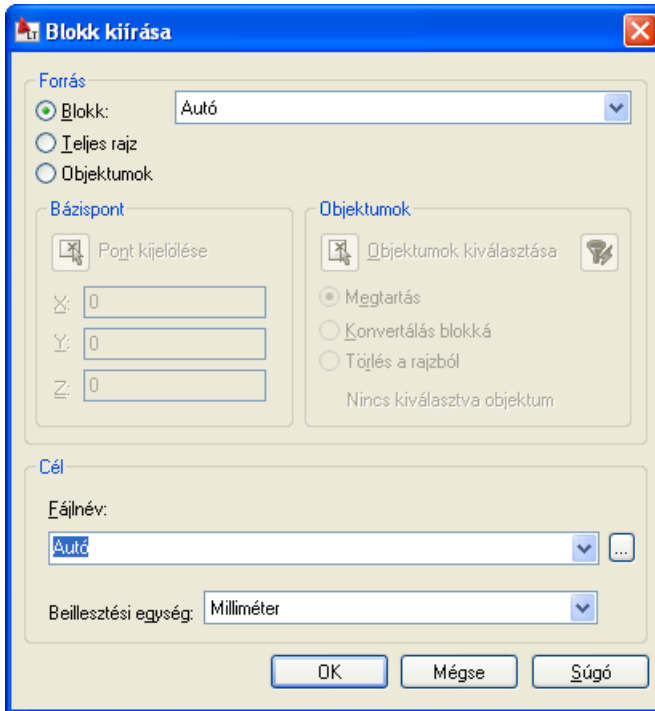 LT Blokk kiírása
Forrás
Blokk: Autó
Teljes rajz
Objektumok
Bázispont
Pont kijelölése
X: 0
Y: 0
Z: 0
Objektumok
Objektumok kiválasztása
Megtartás
Konvertálás blokká
Törlés a rajzból
Nincs kiválasztva objektum
Cél
Fájlnév:
Autó
...
Beillesztési egység: Milliméter
OK Mégse Súgó